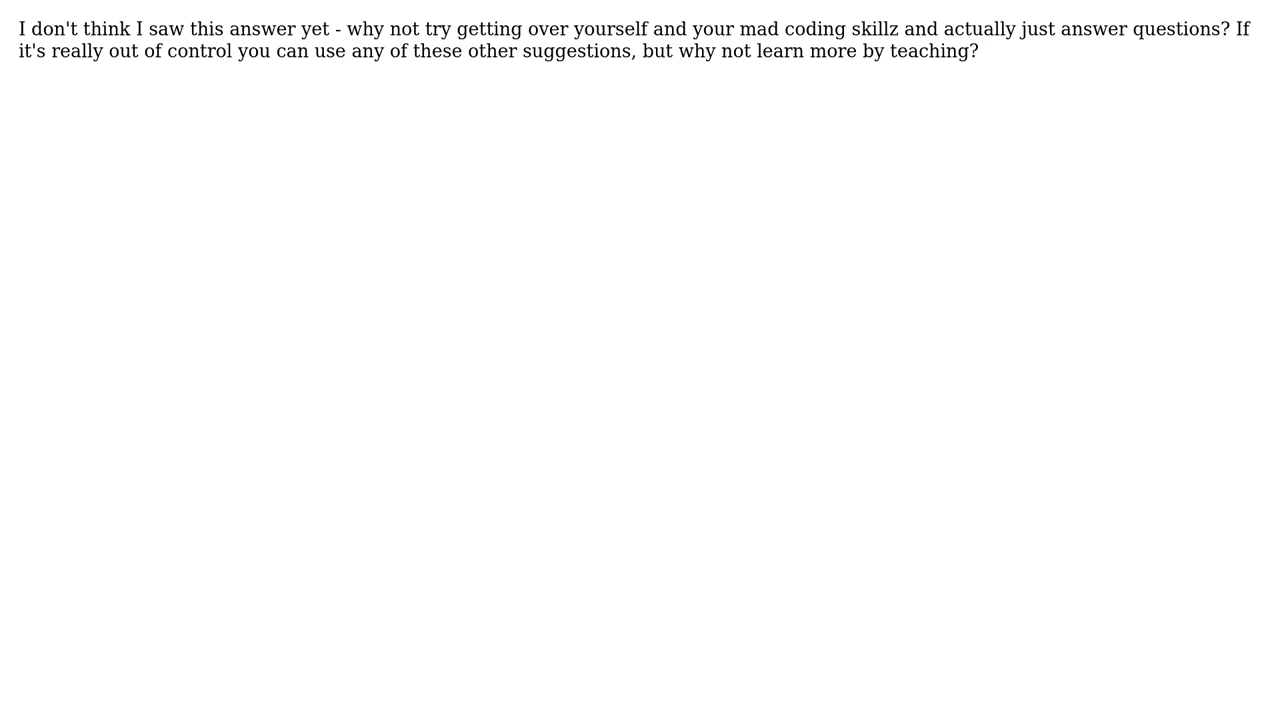 I don't think I saw this answer yet - why not try getting over yourself and your mad coding skillz and actually just answer questions? If
it's really out of control you can use any of these other suggestions, but why not learn more by teaching?